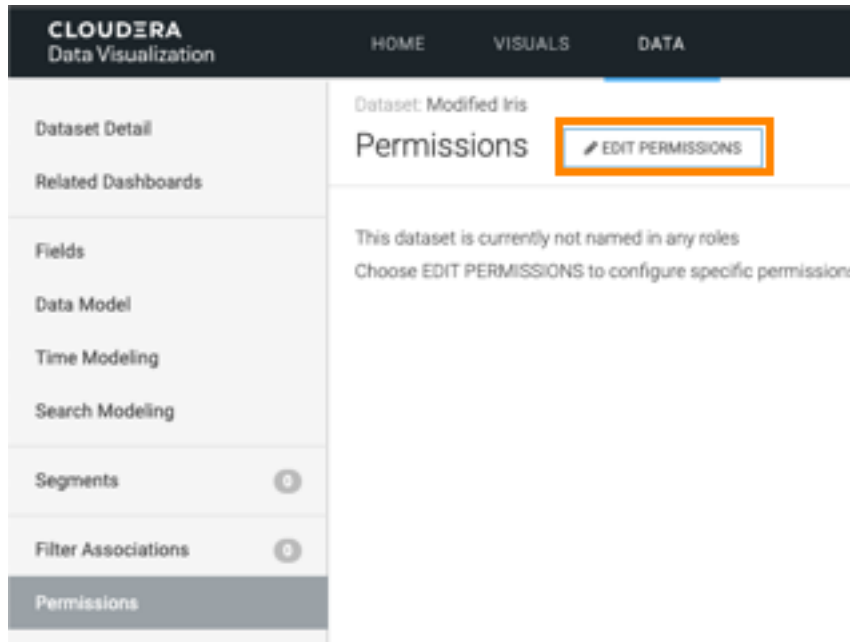 CLOUDERA
Data Visualization
HOME VISUALS DATA
Dataset Detail
Related Dashboards
Fields
Data Model
Time Modeling
Search Modeling
Segments 0
Filter Associations 0
Permissions
Dataset: Modified Iris
Permissions EDIT PERMISSIONS
This dataset is currently not named in any roles
Choose EDIT PERMISSIONS to configure specific permissions